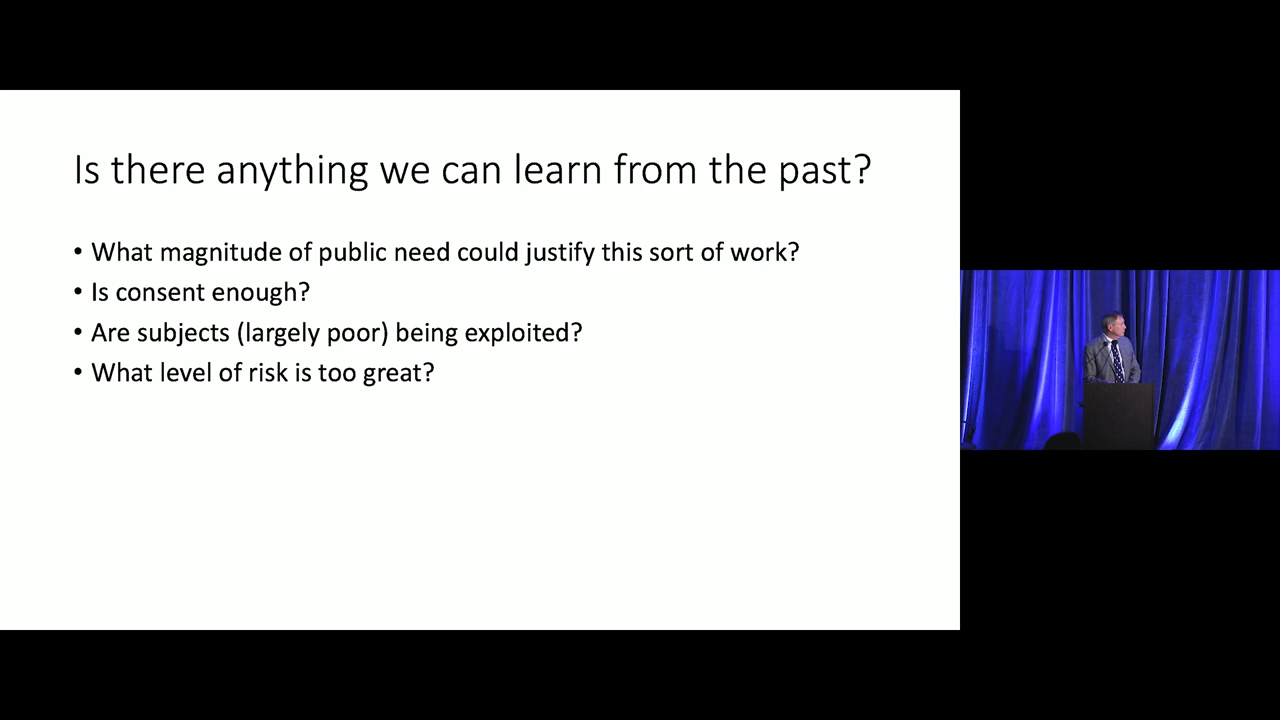 Is there anything we can learn from the past?
• What magnitude of public need could justify this sort of work?
• Is consent enough?
• Are subjects (largely poor) being exploited?
• What level of risk is too great?